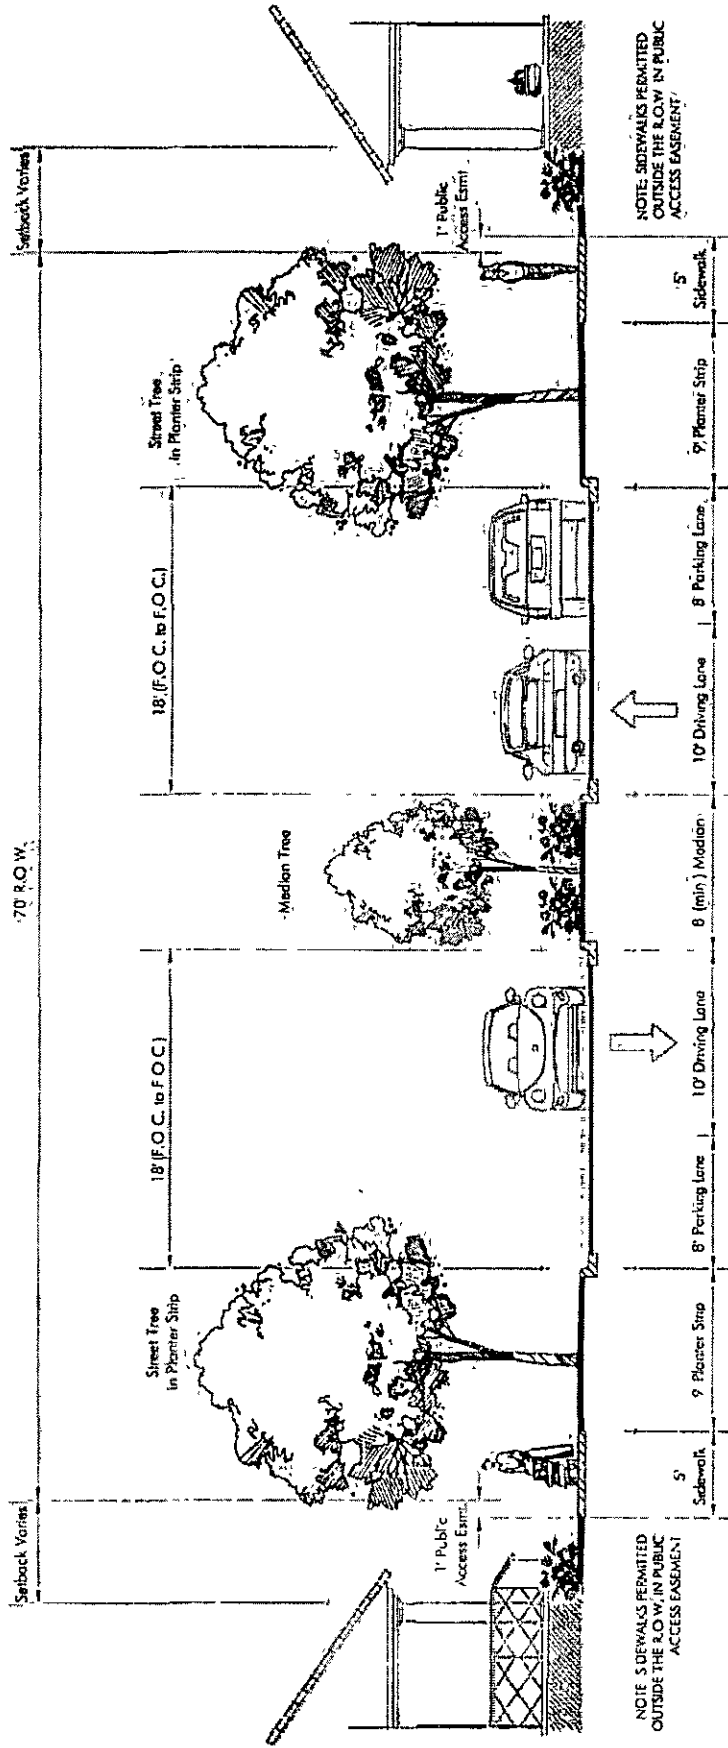 Setback Varies
70' R.O.W.
Setback Varies
18' (F.O.C. to F.O.C.)
18' (F.O.C. to F.O.C.)
Street Tree
in Planter Strip
Median Tree
Street Tree
in Planter Strip
1' Public
Access Esmt.
1' Public
Access Esmt.
NOTE SIDEWALKS PERMITTED
OUTSIDE THE R.O.W. IN PUBLIC
ACCESS EASEMENT
5'
Sidewalk
9' Planter Strip
8' Parking Lane
10' Driving Lane
8 (min) Median
10' Driving Lane
8' Parking Lane
9' Planter Strip
5'
Sidewalk
NOTE: SIDEWALKS PERMITTED
OUTSIDE THE R.O.W. IN PUBLIC
ACCESS EASEMENT